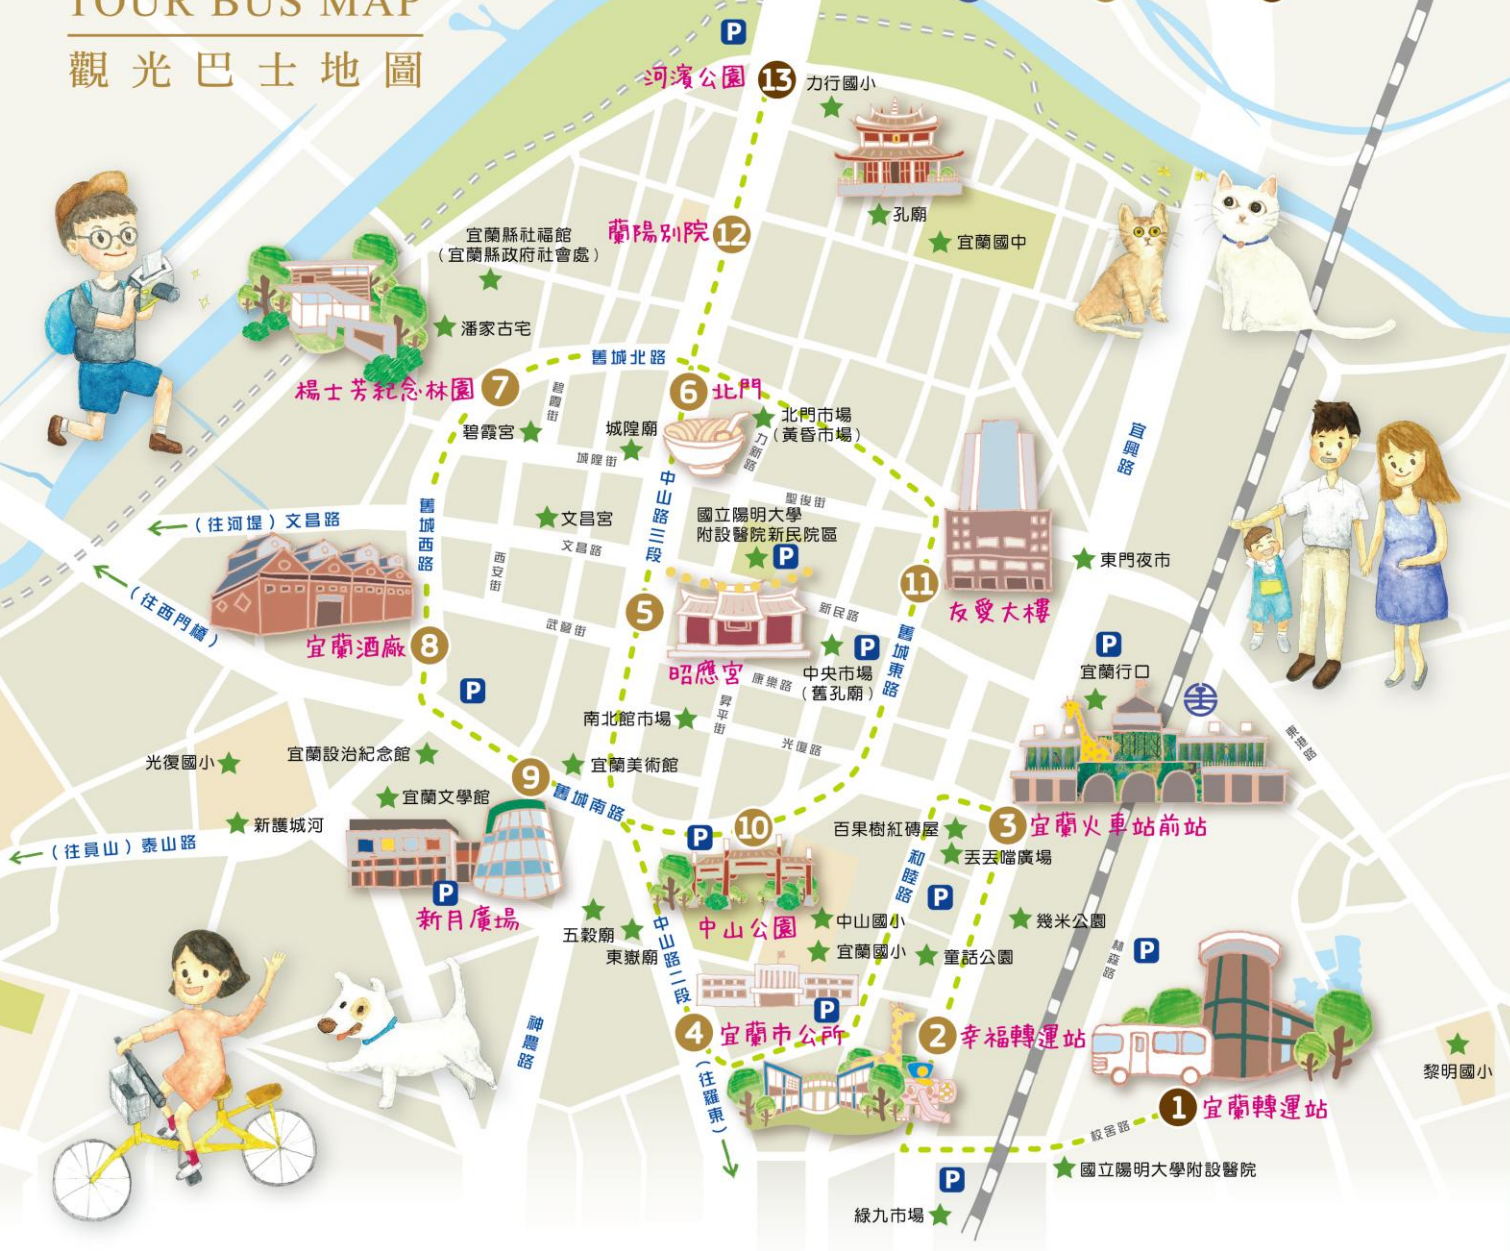 TOUR BUS MAP
觀光巴士地圖
P
河濱公園 13
力行國小
孔廟
宜蘭國中
蘭陽別院 12
宜蘭縣社福館
(宜蘭縣政府社會處)
潘家古宅
舊城北路
楊士芳紀念林園 7
碧霞街
6 北門
北門市場
(黃昏市場)
力新路
碧霞宮
城隍廟
城隍街
中山路三段
聖後街
宜興路
(往河堤)文昌路
舊城西路
文昌宮
文昌路
國立陽明大學
附設醫院新民院區
P
東門夜市
(往西門橋)
西安街
11
友愛大樓
5
新民路
武營街
宜蘭酒廠 8
昭應宮
康樂路
中央市場
(舊孔廟)
P
舊城東路
P
宜蘭行口
P
南北館市場
昇平街
光復路
東港路
光復國小
宜蘭設治紀念館
9
宜蘭美術館
舊城南路
宜蘭文學館
新護城河
(往員山)泰山路
P
10
百果樹紅磚屋
3 宜蘭火車站前站
丟丟噹廣場
和睦路
P
P
新月廣場
中山公園
中山國小
幾米公園
五穀廟
東嶽廟
宜蘭國小
童話公園
中山路二段
林森路
P
神農路
P
4 宜蘭市公所
2 幸福轉運站
(往羅東)
黎明國小
1 宜蘭轉運站
校舍路
國立陽明大學附設醫院
P
綠九市場